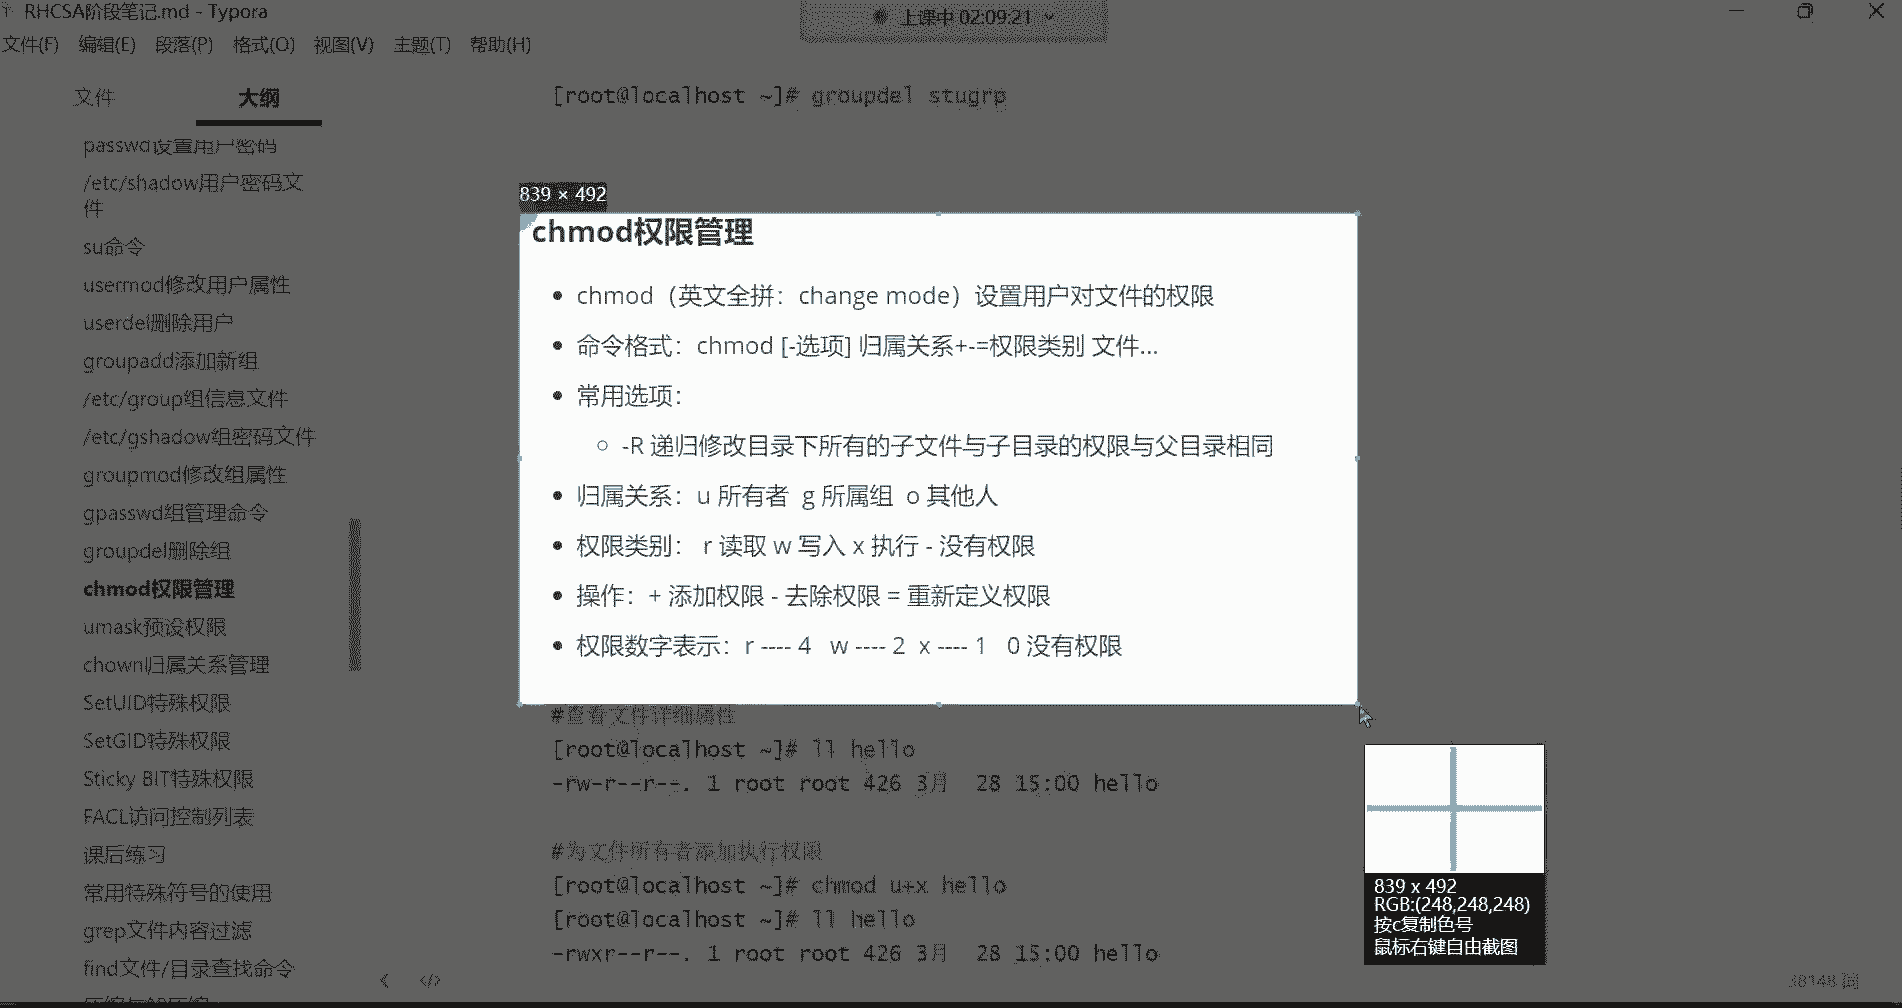 RHCSA阶段笔记.md - Typora
上课中 02:09:21
文件(F) 编辑(E) 段落(P) 格式(O) 视图(V) 主题(T) 帮助(H)
文件 大纲
passwd设置用户密码
/etc/shadow用户密码文
件
su命令
usermod修改用户属性
userdel删除用户
groupadd添加新组
/etc/group组信息文件
/etc/gshadow组密码文件
groupmod修改组属性
gpasswd组管理命令
groupdel删除组
chmod权限管理
umask预设权限
chown归属关系管理
SetUID特殊权限
SetGID特殊权限
Sticky BIT特殊权限
FACL访问控制列表
课后练习
常用特殊符号的使用
grep文件内容过滤
find文件/目录查找命令
[root@localhost ~]# groupdel stugrp
839 × 492
chmod权限管理
chmod（英文全拼：change mode）设置用户对文件的权限
命令格式：chmod [-选项] 归属关系+-=权限类别 文件...
常用选项：
-R 递归修改目录下所有的子文件与子目录的权限与父目录相同
归属关系：u 所有者 g 所属组 o 其他人
权限类别： r 读取 w 写入 x 执行 - 没有权限
操作：+ 添加权限 - 去除权限 = 重新定义权限
权限数字表示：r ---- 4 w ---- 2 x ---- 1 0 没有权限
#查看文件详细属性
[root@localhost ~]# ll hello
-rw-r--r--. 1 root root 426 3月 28 15:00 hello
#为文件所有者添加执行权限
[root@localhost ~]# chmod u+x hello
[root@localhost ~]# ll hello
-rwxr--r--. 1 root root 426 3月 28 15:00 hello
839 x 492
RGB:(248,248,248)
按c复制色号
鼠标右键自由截图